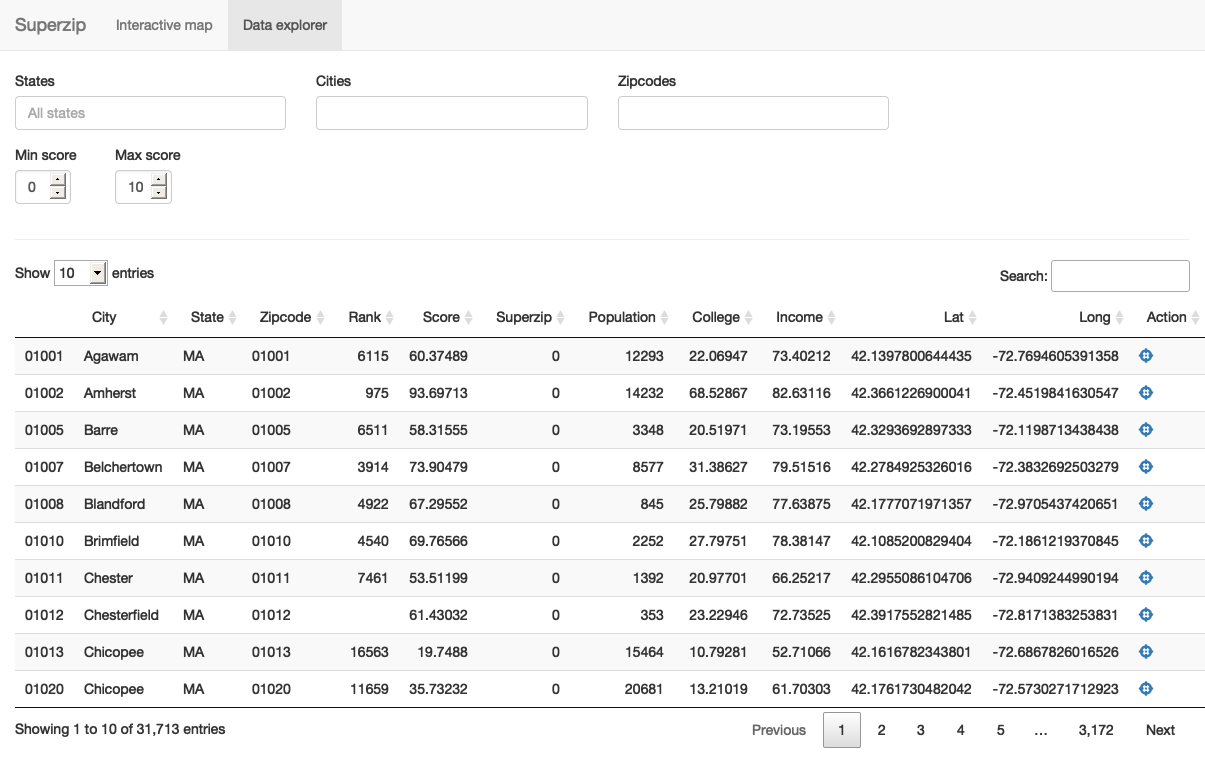 Superzip Interactive map Data explorer
States Cities Zipcodes
All states
Min score Max score
0 10
Show 10 entries Search:
City State Zipcode Rank Score Superzip Population College Income Lat Long Action
01001 Agawam MA 01001 6115 60.37489 0 12293 22.06947 73.40212 42.1397800644435 -72.7694605391358
01002 Amherst MA 01002 975 93.69713 0 14232 68.52867 82.63116 42.3661226900041 -72.4519841630547
01005 Barre MA 01005 6511 58.31555 0 3348 20.51971 73.19553 42.3293692897333 -72.1198713438438
01007 Belchertown MA 01007 3914 73.90479 0 8577 31.38627 79.51516 42.2784925326016 -72.3832692503279
01008 Blandford MA 01008 4922 67.29552 0 845 25.79882 77.63875 42.1777071971357 -72.9705437420651
01010 Brimfield MA 01010 4540 69.76566 0 2252 27.79751 78.38147 42.1085200829404 -72.1861219370845
01011 Chester MA 01011 7461 53.51199 0 1392 20.97701 66.25217 42.2955086104706 -72.9409244990194
01012 Chesterfield MA 01012 61.43032 0 353 23.22946 72.73525 42.3917552821485 -72.8171383253831
01013 Chicopee MA 01013 16563 19.7488 0 15464 10.79281 52.71066 42.1616782343801 -72.6867826016526
01020 Chicopee MA 01020 11659 35.73232 0 20681 13.21019 61.70303 42.1761730482042 -72.5730271712923
Showing 1 to 10 of 31,713 entries Previous 1 2 3 4 5 … 3,172 Next